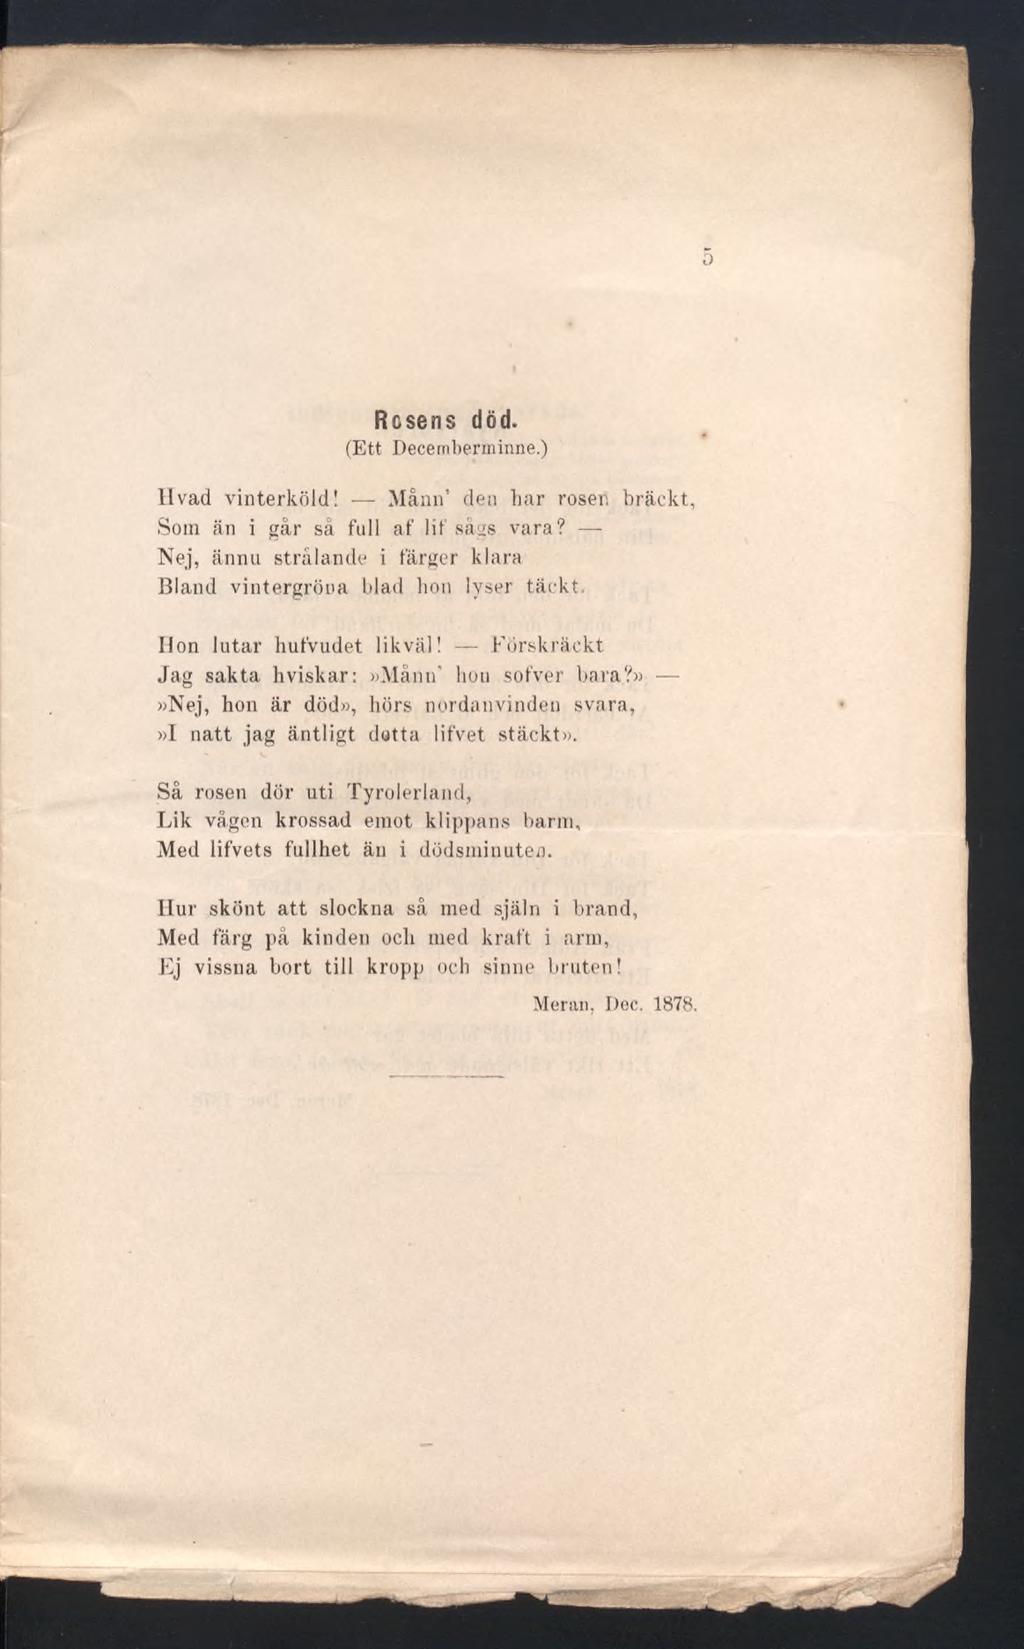 5
Rosens död.
(Ett Decemberminne.)
Hvad vinterköld! — Månn' den har rosen bräckt,
Som än i går så full af lif sågs vara? —
Nej, ännu strålande i färger klara
Bland vintergröna blad hon lyser täckt.
Hon lutar hufvudet likväl! — Förskräckt
Jag sakta hviskar: »Månn' hon sofver bara?» —
»Nej, hon är död», hörs nordanvinden svara,
»I natt jag äntligt detta lifvet stäckt».
Så rosen dör uti Tyrolerland,
Lik vågen krossad emot klippans barm,
Med lifvets fullhet än i dödsminuten.
Hur skönt att slockna så med själn i brand,
Med färg på kinden och med kraft i arm,
Ej vissna bort till kropp och sinne bruten!
Meran, Dec. 1878.